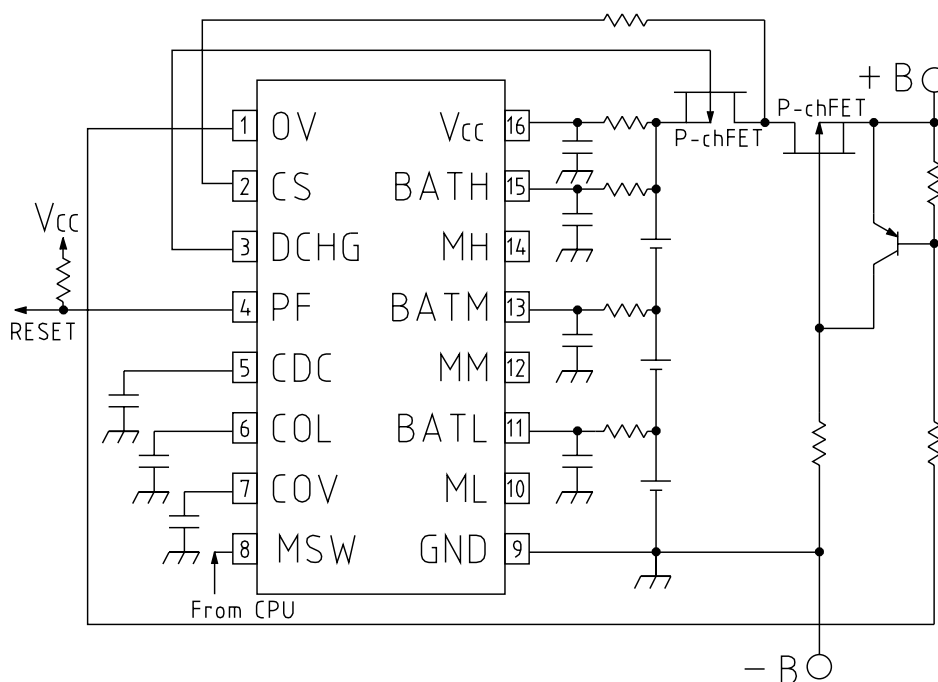 + B
P-chFET
P-chFET
1 OV
Vcc 16
2 CS
BATH 15
Vcc
3 DCHG
MH 14
4 PF
BATM 13
RESET
5 CDC
MM 12
6 COL
BATL 11
7 COV
ML 10
8 MSW
GND 9
From CPU
− B